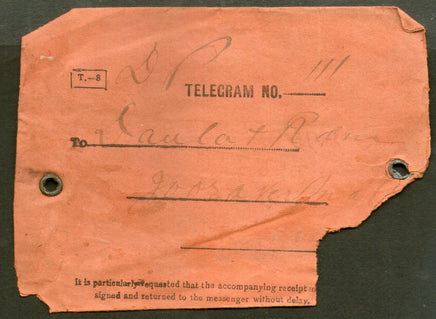 T.—8
D P
TELEGRAM NO. 111
To Daulat Ram
It is particularly requested that the accompanying receipt
signed and returned to the messenger without delay.